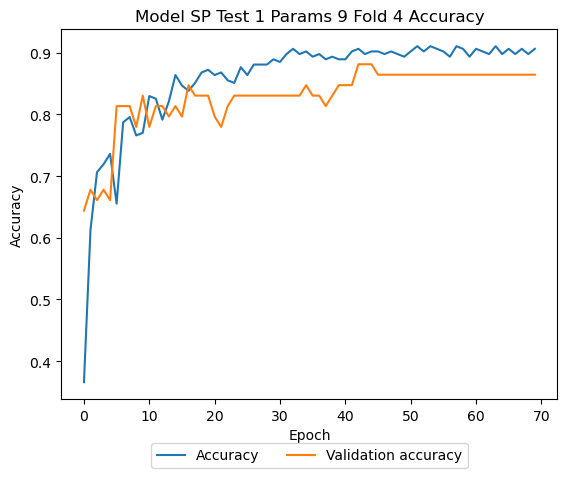 Model SP Test 1 Params 9 Fold 4 Accuracy
Accuracy
0.9
0.8
0.7
0.6
0.5
0.4
0 10 20 30 40 50 60 70
Epoch
Accuracy Validation accuracy